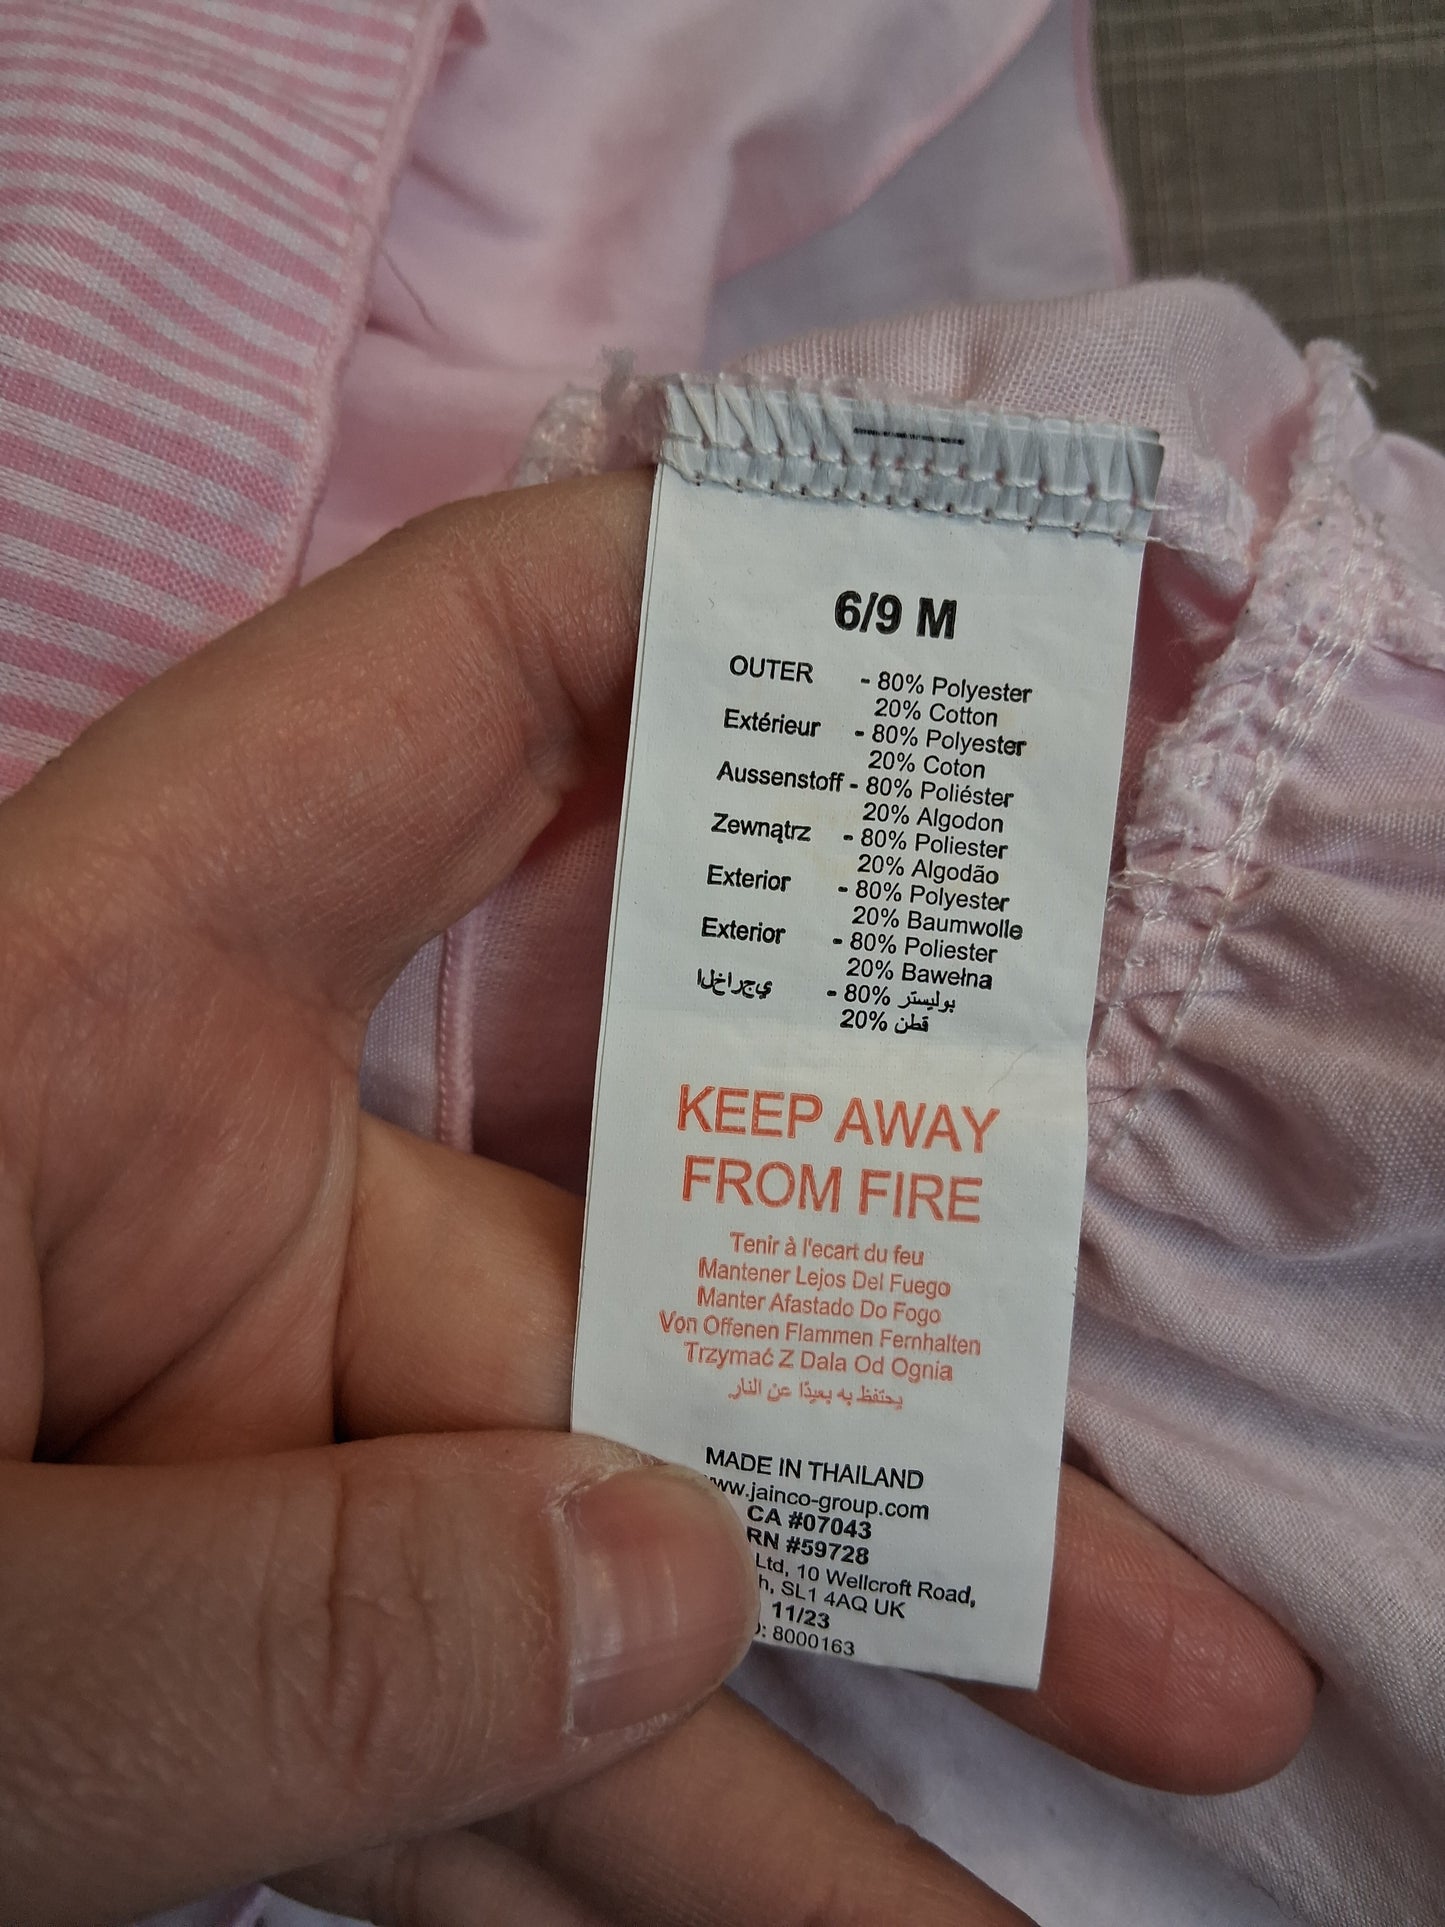 6/9 M
OUTER - 80% Polyester
20% Cotton
Extérieur - 80% Polyester
20% Coton
Aussenstoff - 80% Poliéster
20% Algodon
Zewnątrz - 80% Poliester
20% Algodão
Exterior - 80% Polyester
20% Baumwolle
Exterior - 80% Poliester
20% Bawełna
الخارجي - 80% بوليستر
20% قطن
KEEP AWAY
FROM FIRE
Tenir à l'ecart du feu
Mantener Lejos Del Fuego
Manter Afastado Do Fogo
Von Offenen Flammen Fernhalten
Trzymać Z Dala Od Ognia
يحتفظ به بعيدًا عن النار
MADE IN THAILAND
www.jainco-group.com
CA #07043
RN #59728
Ltd, 10 Wellcroft Road,
SL1 4AQ UK
11/23
8000163